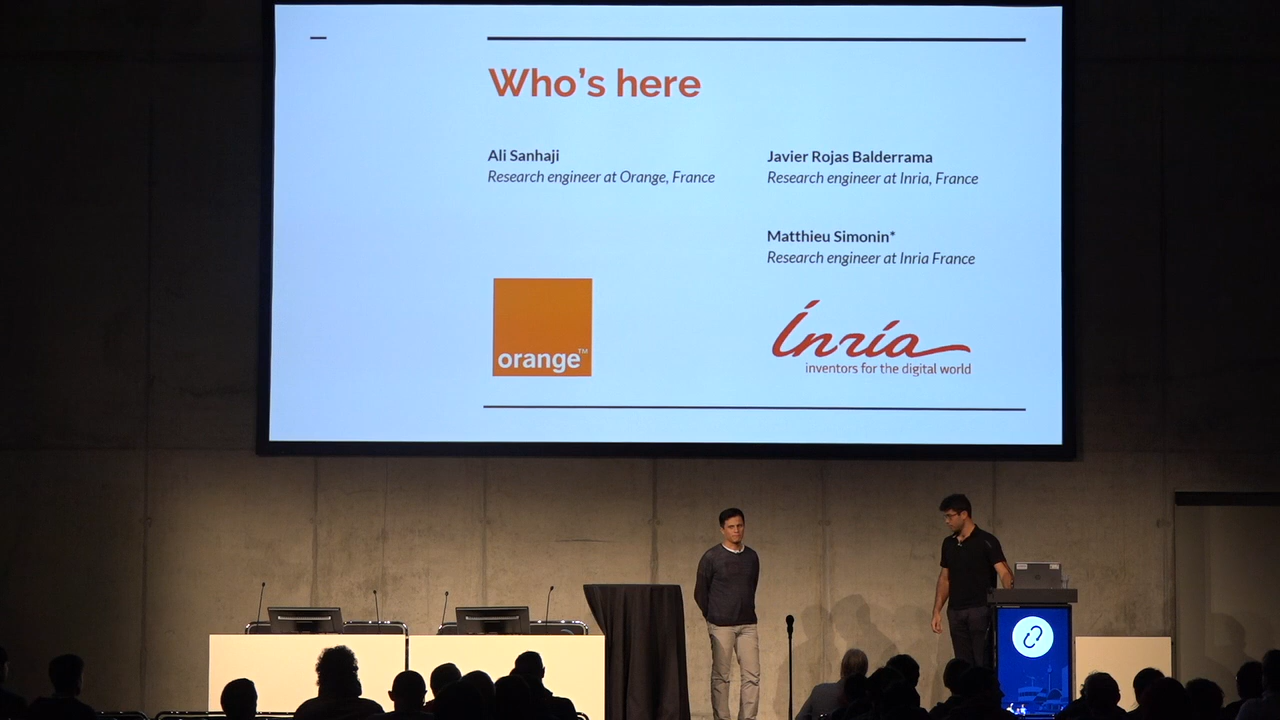 Who's here
Ali Sanhaji
Research engineer at Orange, France
Javier Rojas Balderrama
Research engineer at Inria, France
Matthieu Simonin*
Research engineer at Inria France
orange™
Inria
inventors for the digital world